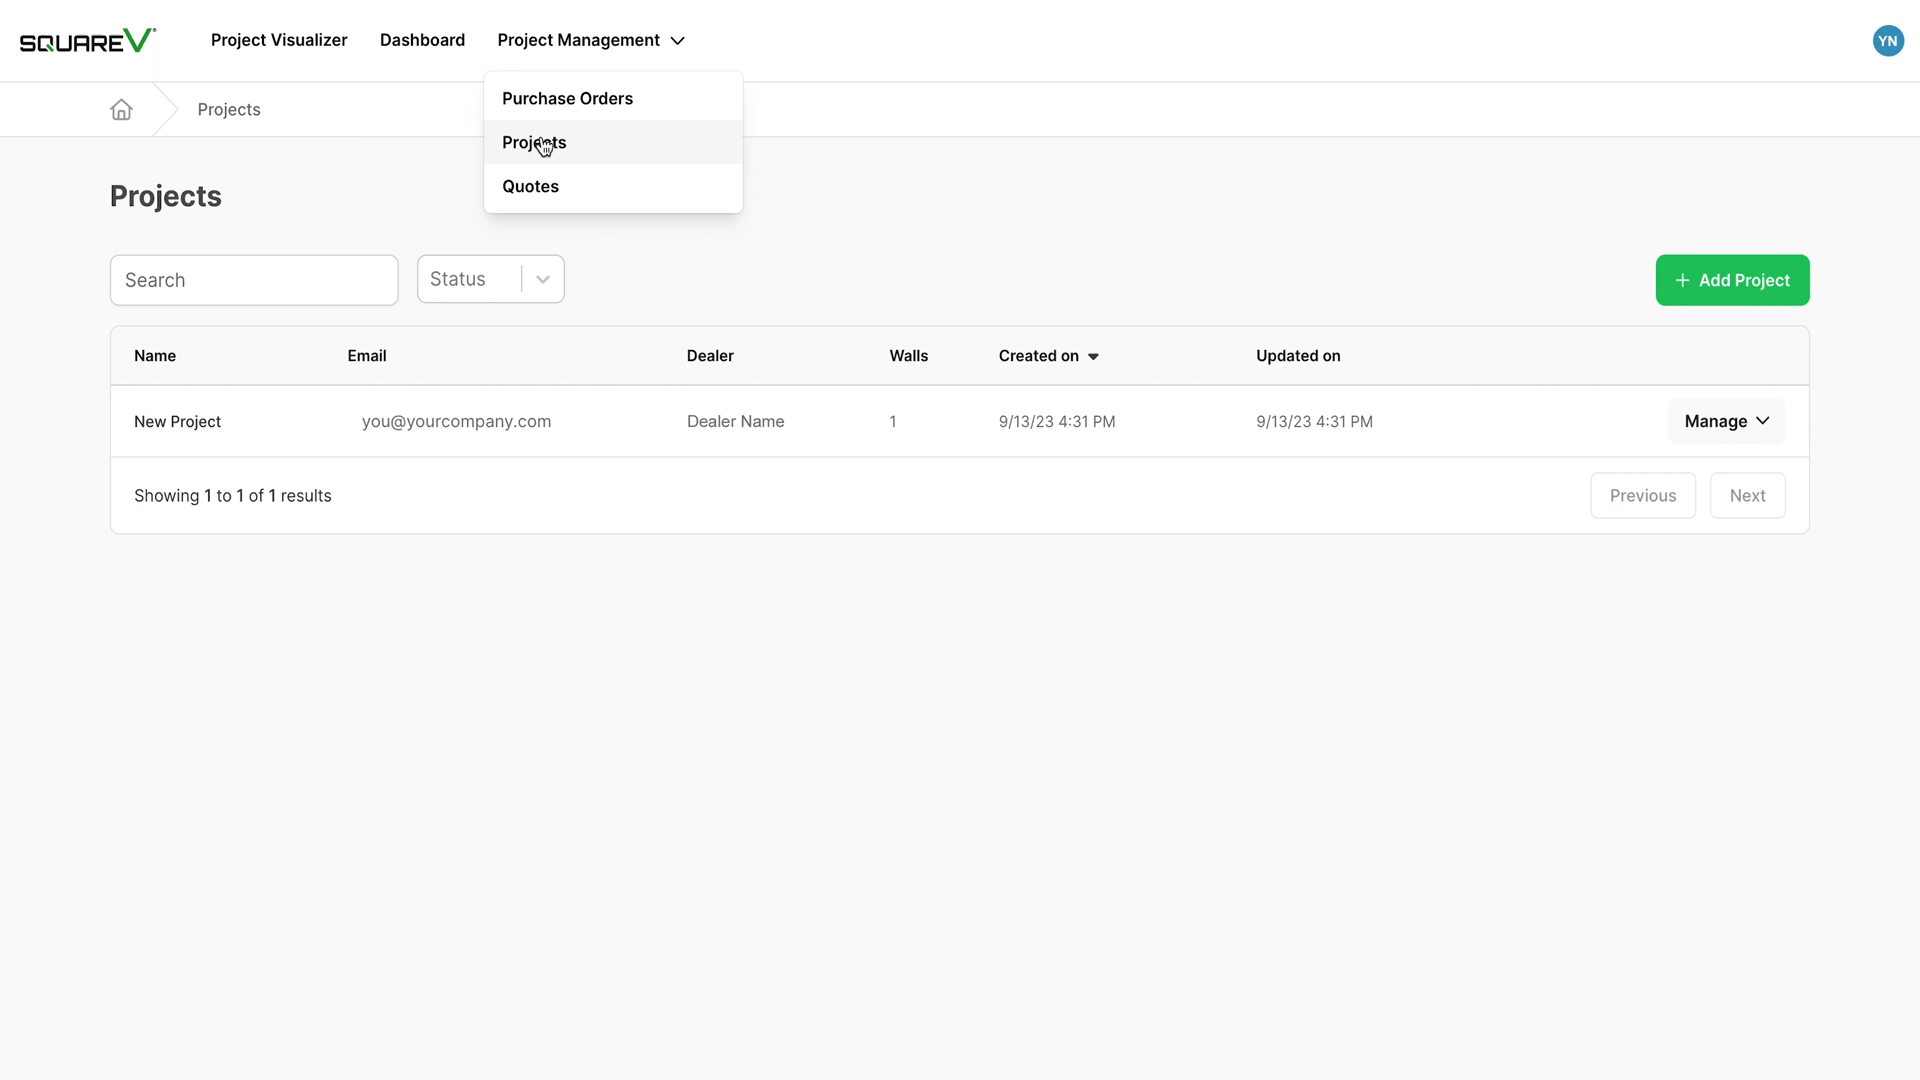 SQUAREV
Project Visualizer
Dashboard
Project Management
YN
Projects
Purchase Orders
Projects
Quotes
Projects
Search
Status
+ Add Project
Name Email Dealer Walls Created on Updated on
New Project you@yourcompany.com Dealer Name 1 9/13/23 4:31 PM 9/13/23 4:31 PM Manage
Showing 1 to 1 of 1 results
Previous
Next